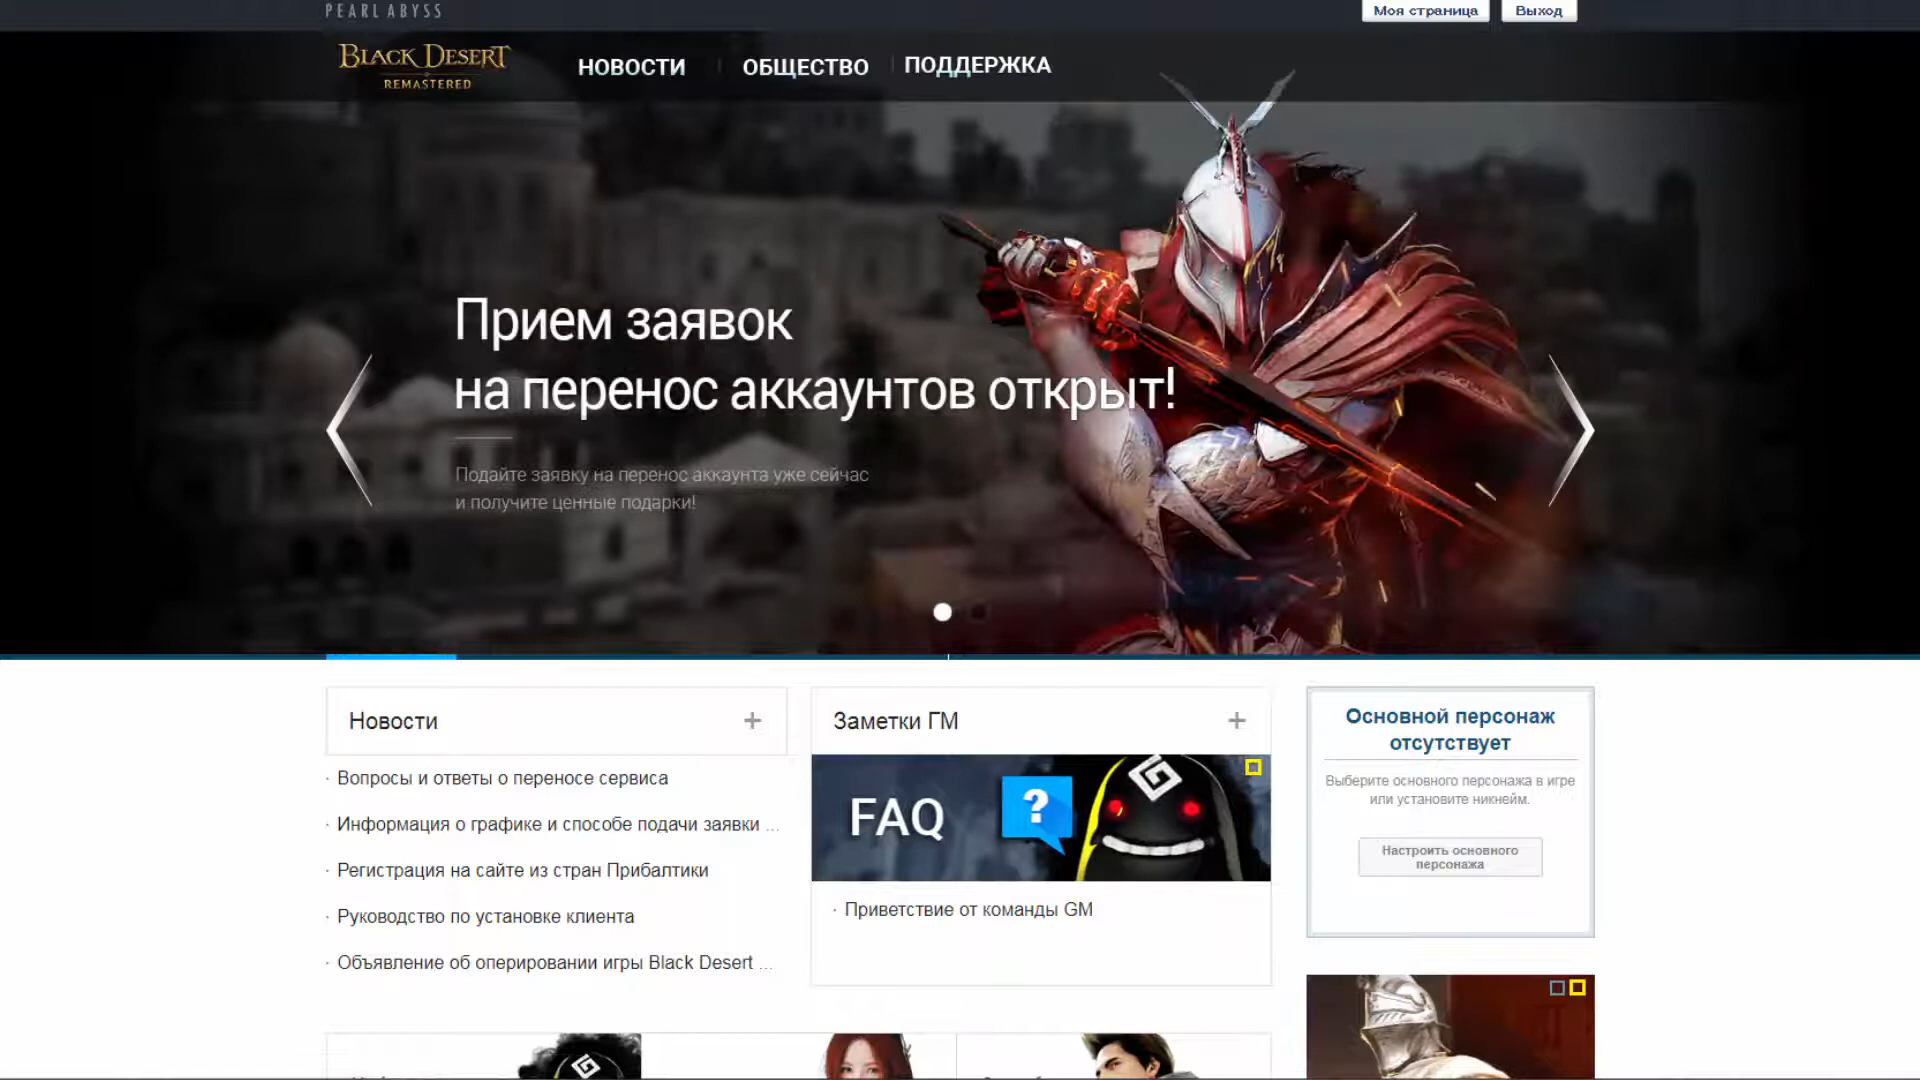 PEARL ABYSS
Моя страница
Выход
BLACK DESERT
REMASTERED
НОВОСТИ
ОБЩЕСТВО
ПОДДЕРЖКА
Прием заявок
на перенос аккаунтов открыт!
Подайте заявку на перенос аккаунта уже сейчас
и получите ценные подарки!
Новости
· Вопросы и ответы о переносе сервиса
· Информация о графике и способе подачи заявки ...
· Регистрация на сайте из стран Прибалтики
· Руководство по установке клиента
· Объявление об оперировании игры Black Desert ...
Заметки ГМ
FAQ
?
· Приветствие от команды GM
Основной персонаж
отсутствует
Выберите основного персонажа в игре
или установите никнейм.
Настроить основного
персонажа